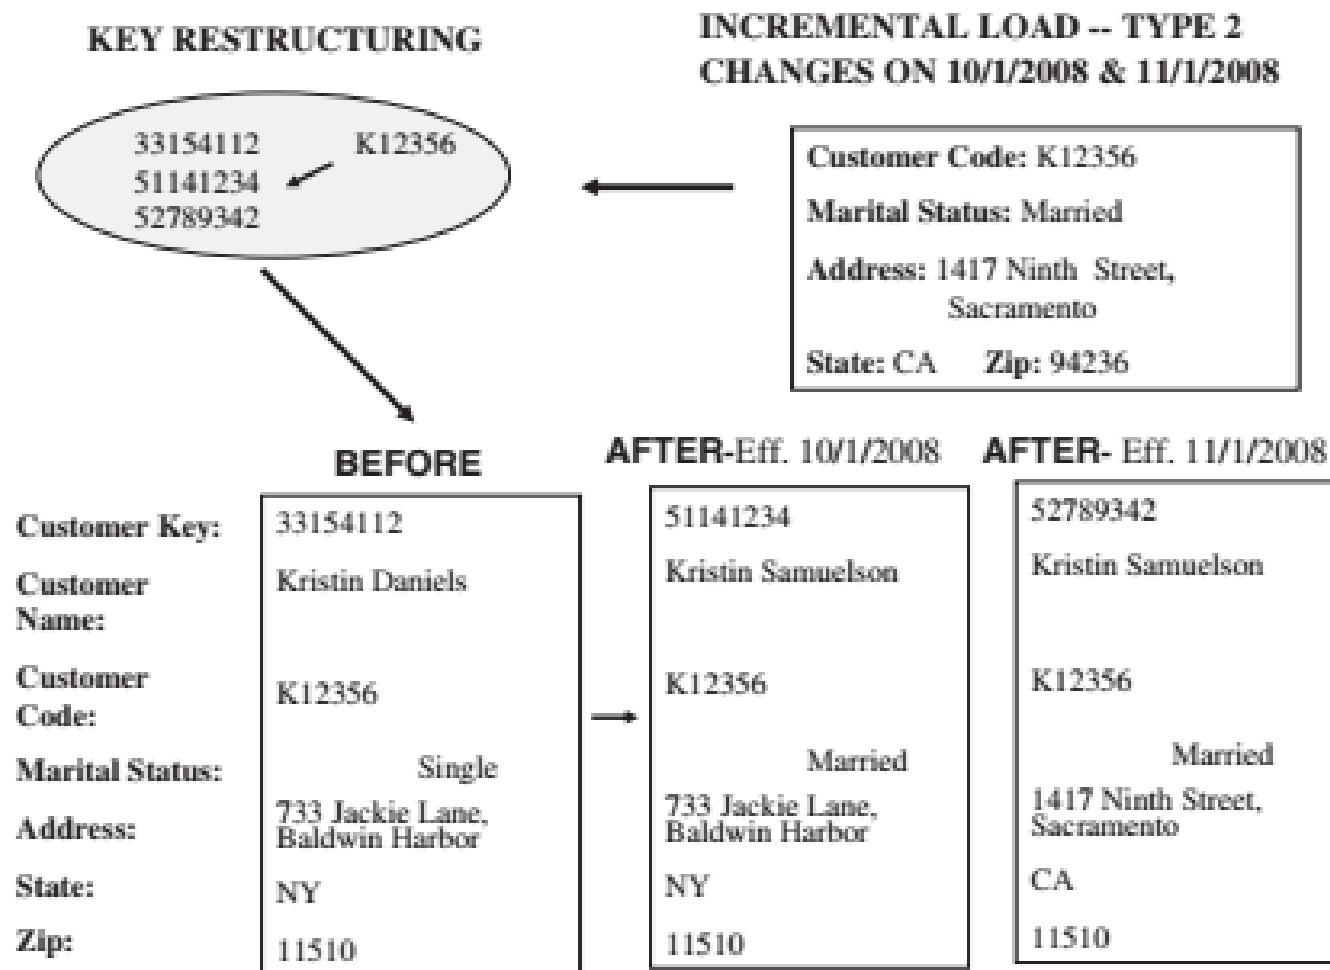 KEY RESTRUCTURING
INCREMENTAL LOAD -- TYPE 2
CHANGES ON 10/1/2008 & 11/1/2008
33154112 K12356
51141234
52789342
Customer Code: K12356
Marital Status: Married
Address: 1417 Ninth Street,
Sacramento
State: CA Zip: 94236
BEFORE
AFTER-Eff. 10/1/2008
AFTER- Eff. 11/1/2008
Customer Key:
Customer
Name:
Customer
Code:
Marital Status:
Address:
State:
Zip:
33154112
Kristin Daniels
K12356
Single
733 Jackie Lane,
Baldwin Harbor
NY
11510
51141234
Kristin Samuelson
K12356
Married
733 Jackie Lane,
Baldwin Harbor
NY
11510
52789342
Kristin Samuelson
K12356
Married
1417 Ninth Street,
Sacramento
CA
11510